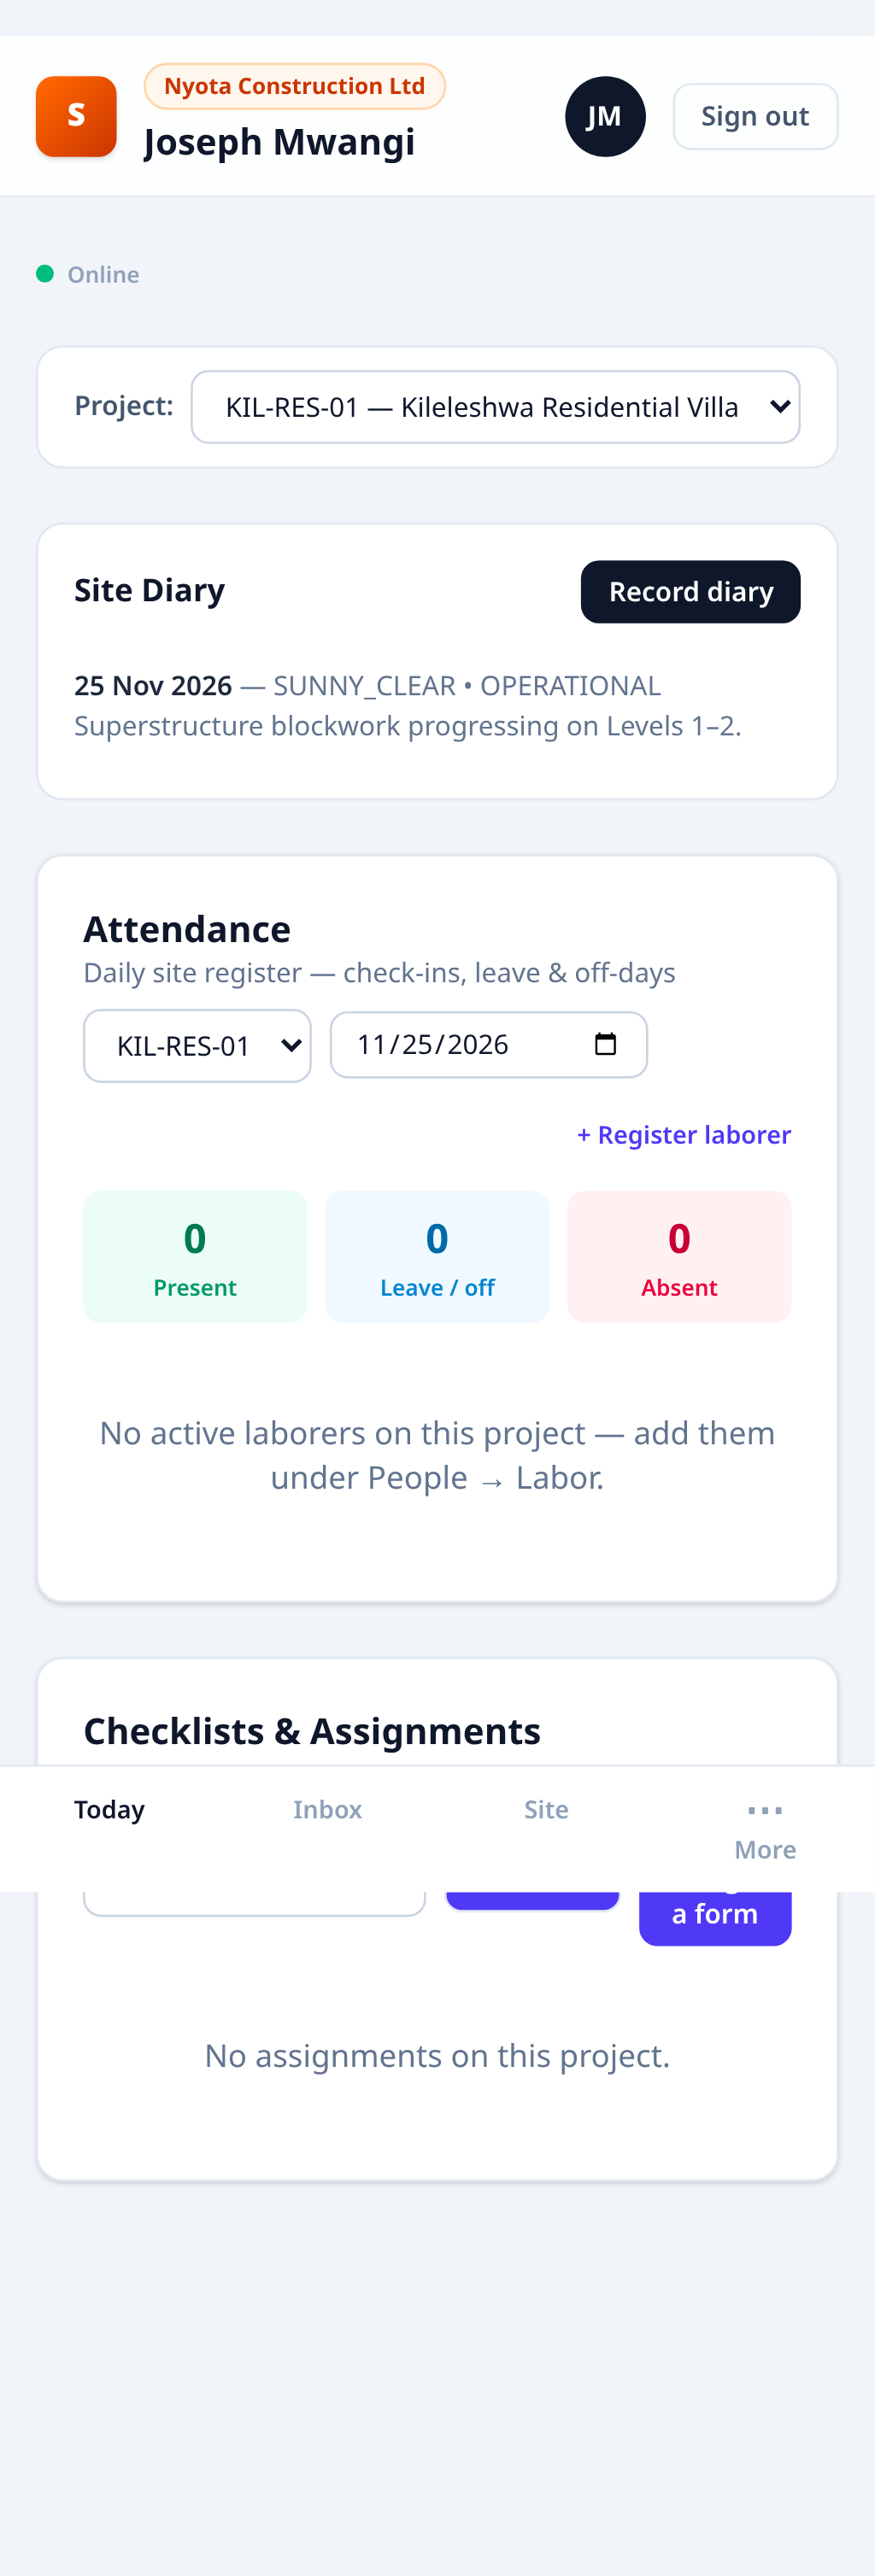 S
Nyota Construction Ltd
Joseph Mwangi
JM
Sign out
Online
Project:
KIL-RES-01 — Kileleshwa Residential Villa
Site Diary
Record diary
25 Nov 2026 — SUNNY_CLEAR • OPERATIONAL
Superstructure blockwork progressing on Levels 1–2.
Attendance
Daily site register — check-ins, leave & off-days
KIL-RES-01
11/25/2026
+ Register laborer
0
Present
0
Leave / off
0
Absent
No active laborers on this project — add them
under People → Labor.
Checklists & Assignments
Today
Inbox
Site
More
a form
No assignments on this project.